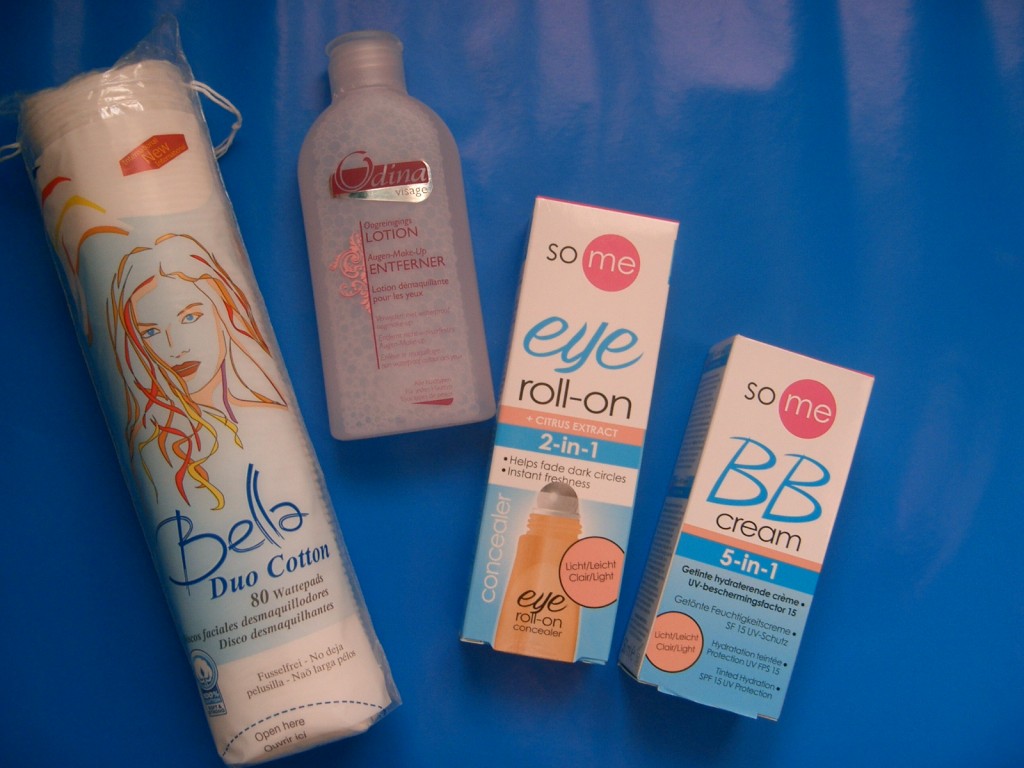 New
Bella
Duo Cotton
80 Wattepads
Discos faciales desmaquillodores
Disco desmaquilhantes
Fusselfrei - No deja
pelusilla - Naõ larga pêlos
100%
Open here
Ouvrir ici
Odina
visage
LOTION
Augen-Make-Up
ENTFERNER
Lotion démaquillante
pour les yeux
so me
eye
roll-on
+ CITRUS EXTRACT
2-in-1
• Helps fade dark circles
• Instant freshness
concealer
Licht/Leicht
Clair/Light
eye
roll-on
concealer
so me
BB
cream
5-in-1
Getinte hydraterende crème •
UV-beschermingsfactor 15
Getönte Feuchtigkeitscreme •
SF 15 UV-Schutz
Hydratation teintée •
Protection UV FPS 15
Tinted Hydration •
SPF 15 UV Protection
Licht/Leicht
Clair/Light